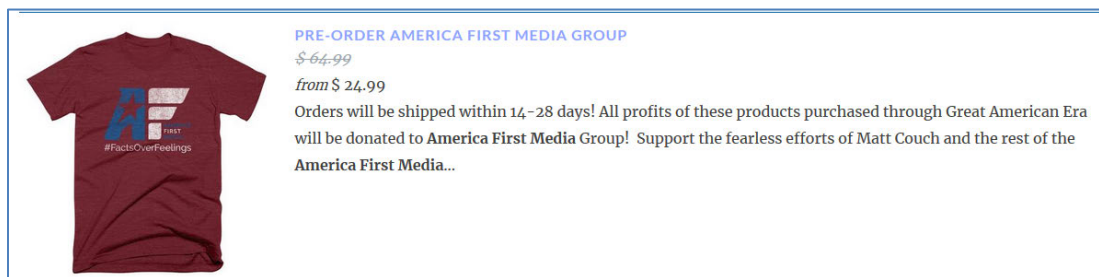 PRE-ORDER AMERICA FIRST MEDIA GROUP
$ 64.99
from $ 24.99
Orders will be shipped within 14-28 days! All profits of these products purchased through Great American Era
will be donated to America First Media Group!  Support the fearless efforts of Matt Couch and the rest of the
America First Media...
AF
FIRST
#FactsOverFeelings